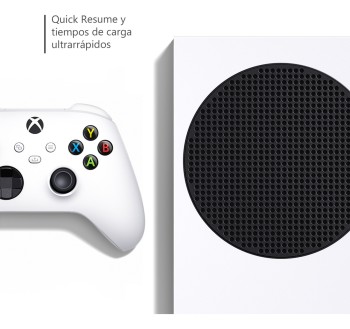 Quick Resume y
tiempos de carga
ultrarrápidos
Y
X B
A